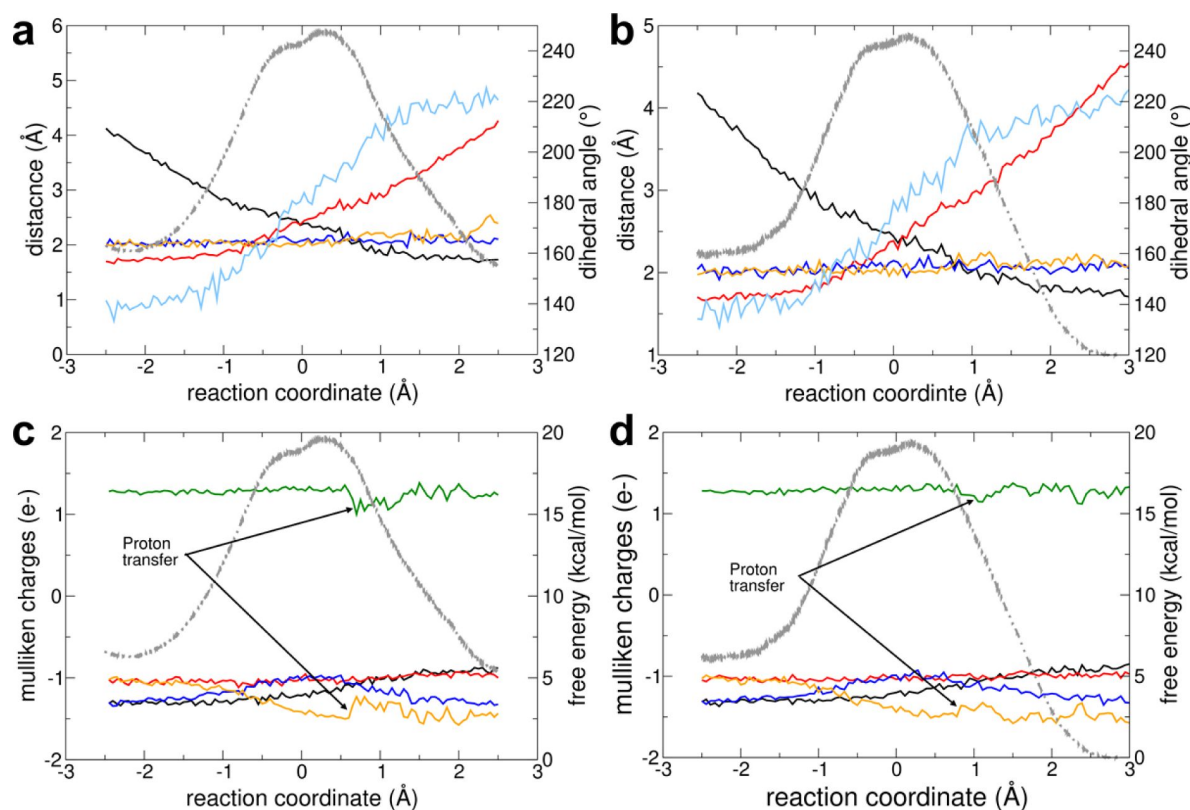 a
6
5
4
3
2
1
0
distacnce (Å)
-3 -2 -1 0 1 2 3
reaction coordinate (Å)
240
220
200
180
160
140
120
dihedral angle (°)
b
5
4
3
2
1
distance (Å)
-3 -2 -1 0 1 2 3
reaction coordinte (Å)
240
220
200
180
160
140
120
dihedral angle (°)
c
2
1
0
-1
-2
mulliken charges (e-)
Proton
transfer
-3 -2 -1 0 1 2 3
reaction coordinate (Å)
20
15
10
5
0
free energy (kcal/mol)
d
2
1
0
-1
-2
mulliken charges (e-)
Proton
transfer
-3 -2 -1 0 1 2 3
reaction coordinate (Å)
20
15
10
5
0
free energy (kcal/mol)